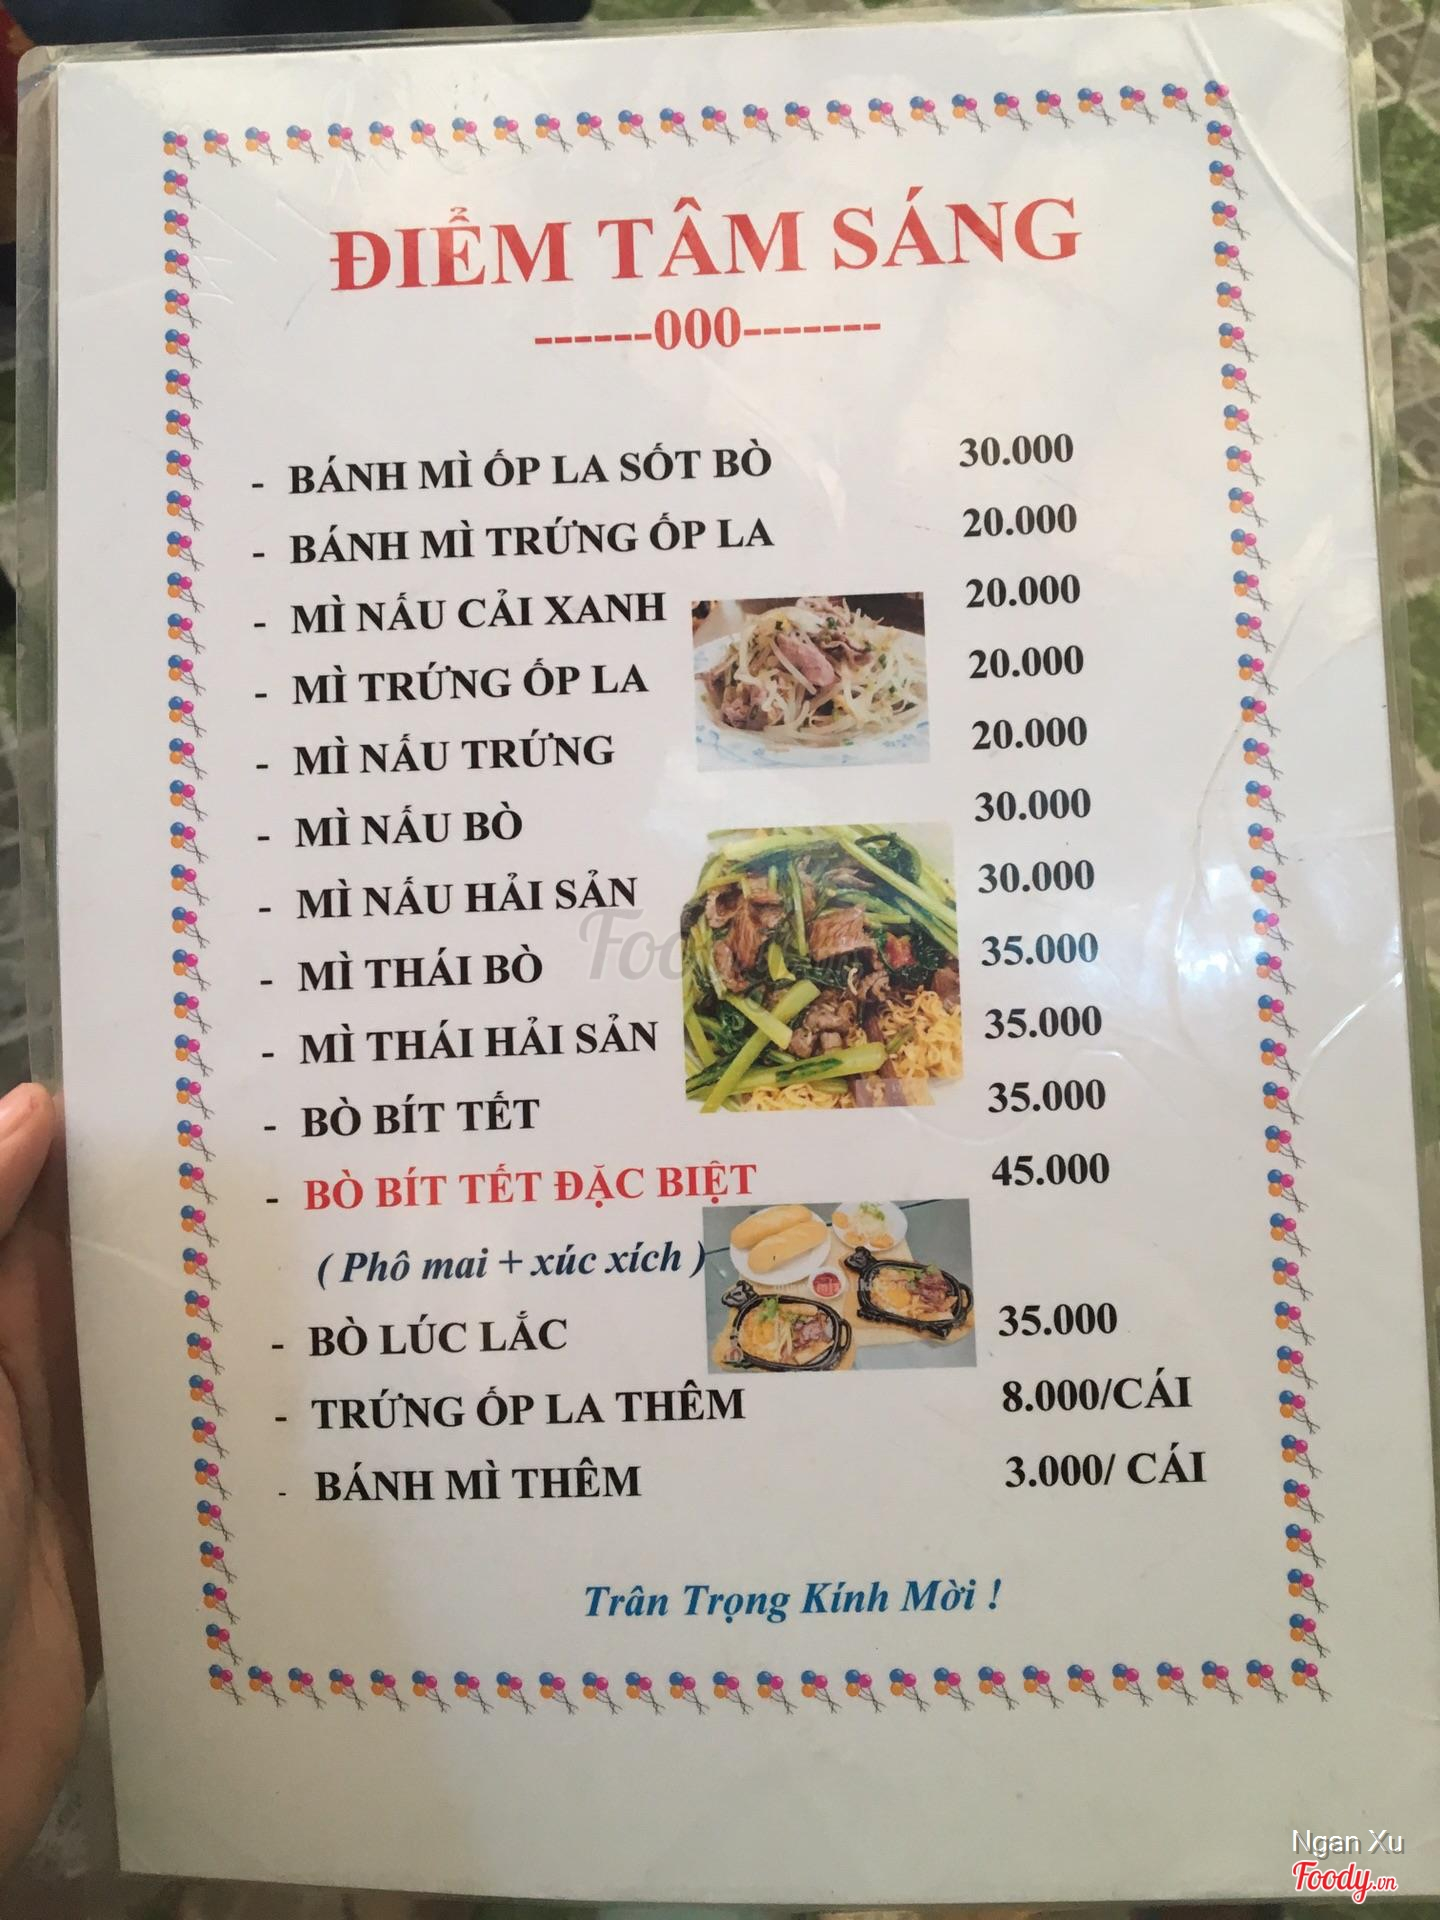 ĐIỂM TÂM SÁNG
------000-------
- BÁNH MÌ ỐP LA SỐT BÒ 30.000
- BÁNH MÌ TRỨNG ỐP LA 20.000
- MÌ NẤU CẢI XANH 20.000
- MÌ TRỨNG ỐP LA 20.000
- MÌ NẤU TRỨNG 20.000
- MÌ NẤU BÒ 30.000
- MÌ NẤU HẢI SẢN 30.000
- MÌ THÁI BÒ 35.000
- MÌ THÁI HẢI SẢN 35.000
- BÒ BÍT TẾT 35.000
- BÒ BÍT TẾT ĐẶC BIỆT 45.000
( Phô mai + xúc xích )
- BÒ LÚC LẮC 35.000
- TRỨNG ỐP LA THÊM 8.000/CÁI
- BÁNH MÌ THÊM 3.000/ CÁI
Trân Trọng Kính Mời !
Ngan Xu
Foody.vn